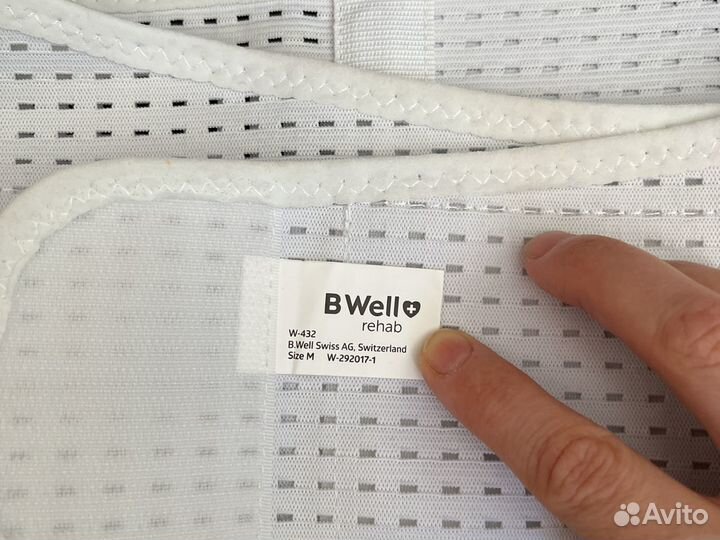 B Well
rehab
W-432
B.Well Swiss AG, Switzerland
Size M W-292017-1
Avito